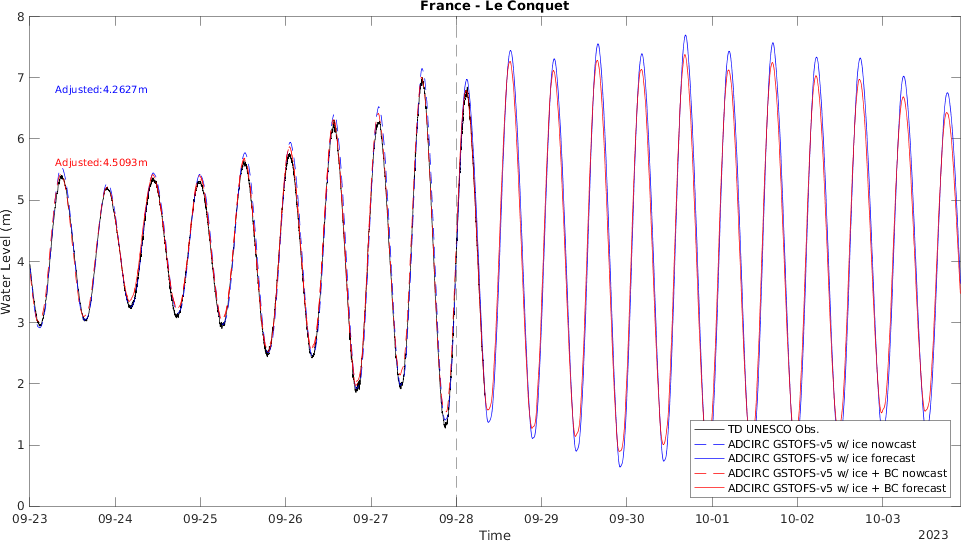 France - Le Conquet
8
7
6
5
4
3
2
1
0
Water Level (m)
Adjusted:4.2627m
Adjusted:4.5093m
TD UNESCO Obs.
ADCIRC GSTOFS-v5 w/ ice nowcast
ADCIRC GSTOFS-v5 w/ ice forecast
ADCIRC GSTOFS-v5 w/ ice + BC nowcast
ADCIRC GSTOFS-v5 w/ ice + BC forecast
09-23 09-24 09-25 09-26 09-27 09-28 09-29 09-30 10-01 10-02 10-03
Time
2023